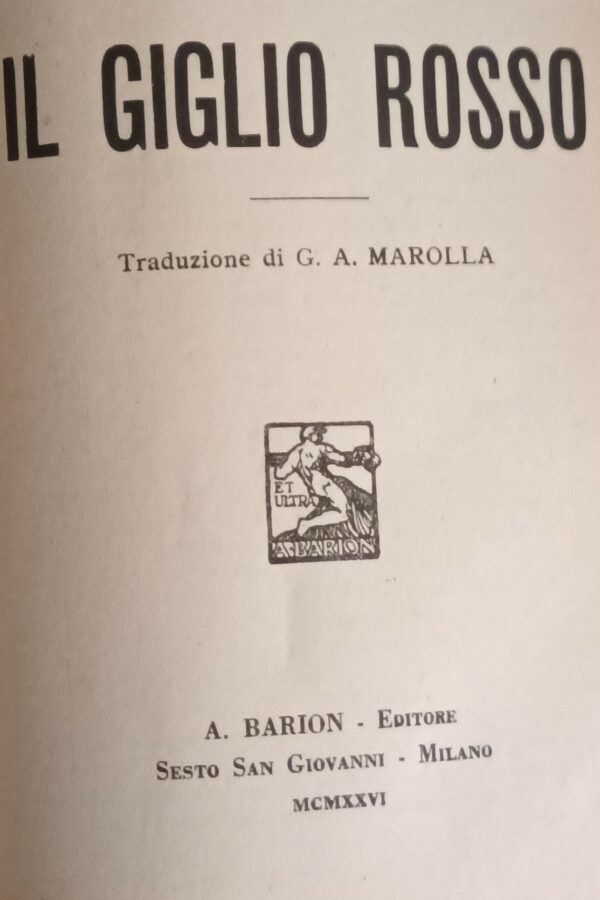 IL GIGLIO ROSSO
Traduzione di G. A. MAROLLA
ET
ULTRA
A. BARION
A. BARION - EDITORE
SESTO SAN GIOVANNI - MILANO
MCMXXVI